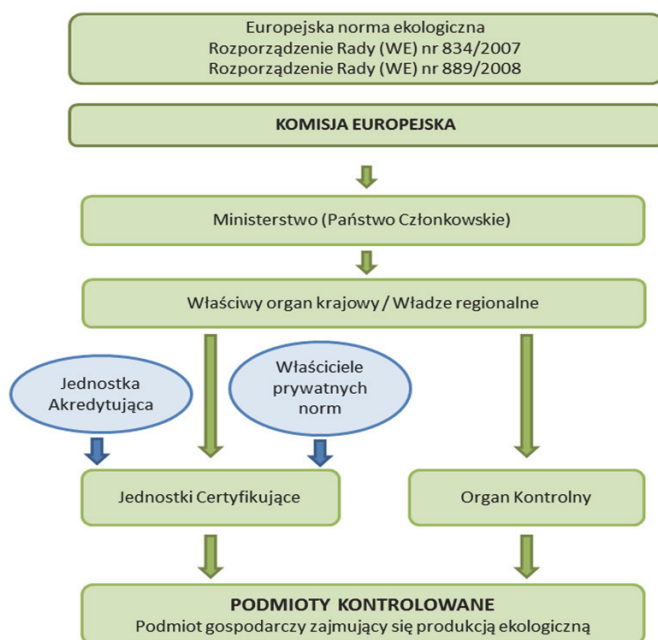 Europejska norma ekologiczna
Rozporządzenie Rady (WE) nr 834/2007
Rozporządzenie Rady (WE) nr 889/2008
KOMISJA EUROPEJSKA
Ministerstwo (Państwo Członkowskie)
Właściwy organ krajowy / Władze regionalne
Jednostka
Akredytująca
Właściciele
prywatnych
norm
Jednostki Certyfikujące
Organ Kontrolny
PODMIOTY KONTROLOWANE
Podmiot gospodarczy zajmujący się produkcją ekologiczną